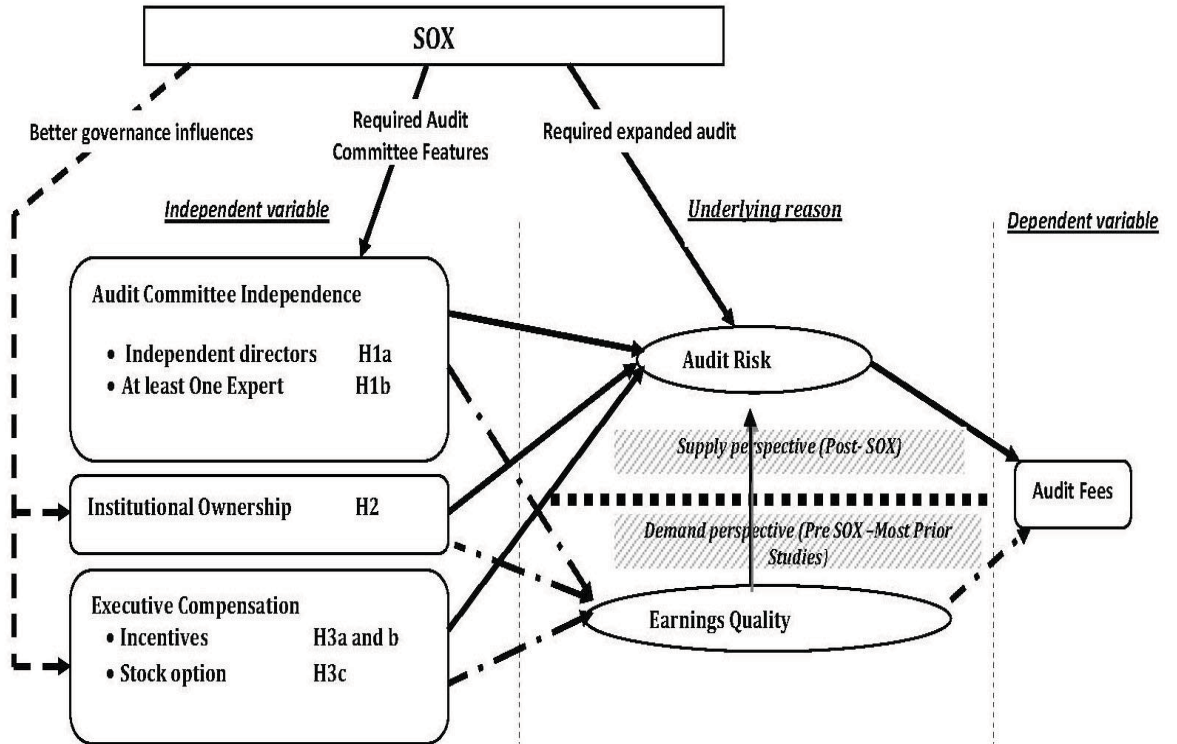 SOX
Better governance influences
Required Audit
Committee Features
Required expanded audit
Independent variable
Underlying reason
Dependent variable
Audit Committee Independence
• Independent directors H1a
• At least One Expert H1b
Audit Risk
Supply perspective (Post- SOX)
Institutional Ownership H2
Audit Fees
Demand perspective (Pre SOX –Most Prior
Studies)
Executive Compensation
• Incentives H3a and b
• Stock option H3c
Earnings Quality